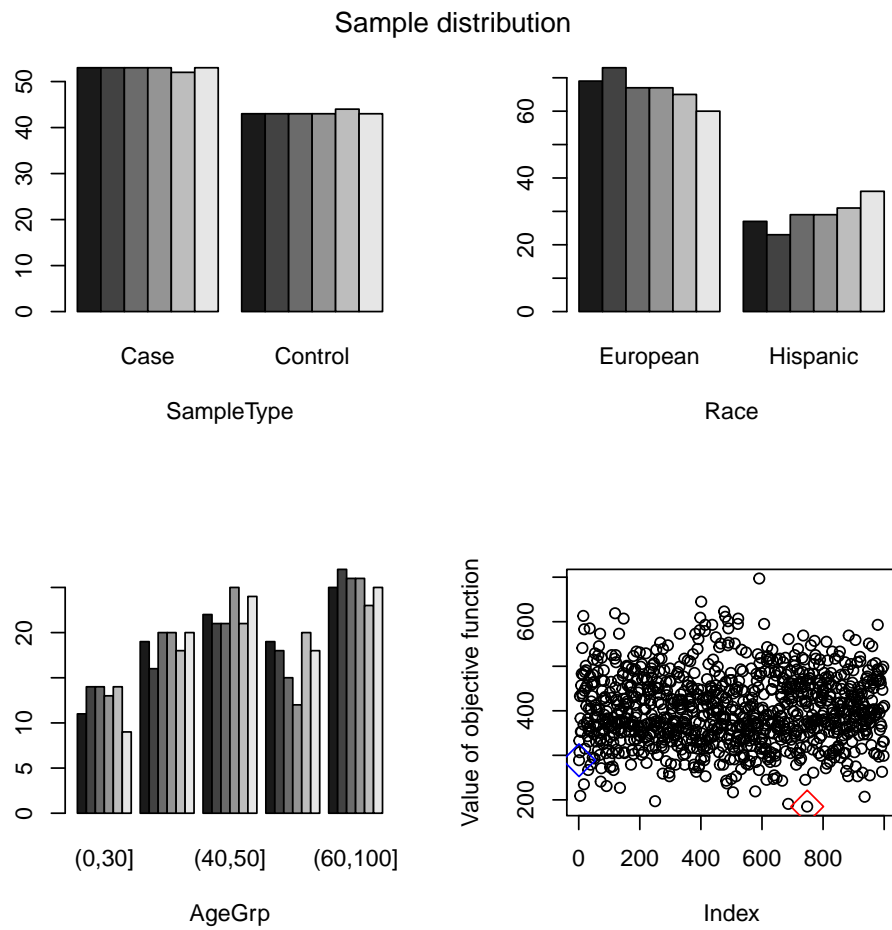 Sample distribution
0 10 20 30 40 50
Case Control
SampleType
0 20 40 60
European Hispanic
Race
0 5 10 20
(0,30] (40,50] (60,100]
AgeGrp
Value of objective function
200 400 600
0 200 400 600 800
Index